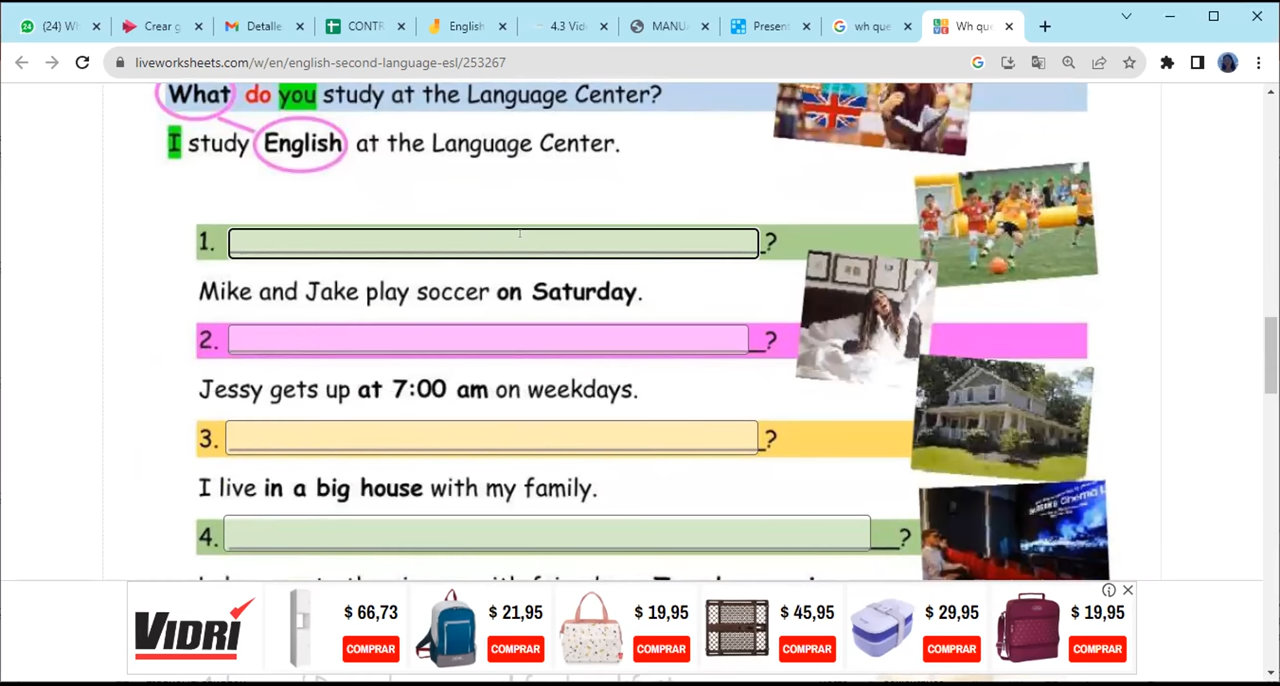 (24) Wh
Crear g
Detalle
CONTR
English
4.3 Vid
MANU
Present
wh que
Wh que
liveworksheets.com/w/en/english-second-language-esl/253267
What do you study at the Language Center?
I study English at the Language Center.
1. ?
Mike and Jake play soccer on Saturday.
2. ?
Jessy gets up at 7:00 am on weekdays.
3. ?
I live in a big house with my family.
4. ?
VIDRÍ
$ 66,73
COMPRAR
$ 21,95
COMPRAR
$ 19,95
COMPRAR
$ 45,95
COMPRAR
$ 29,95
COMPRAR
$ 19,95
COMPRAR